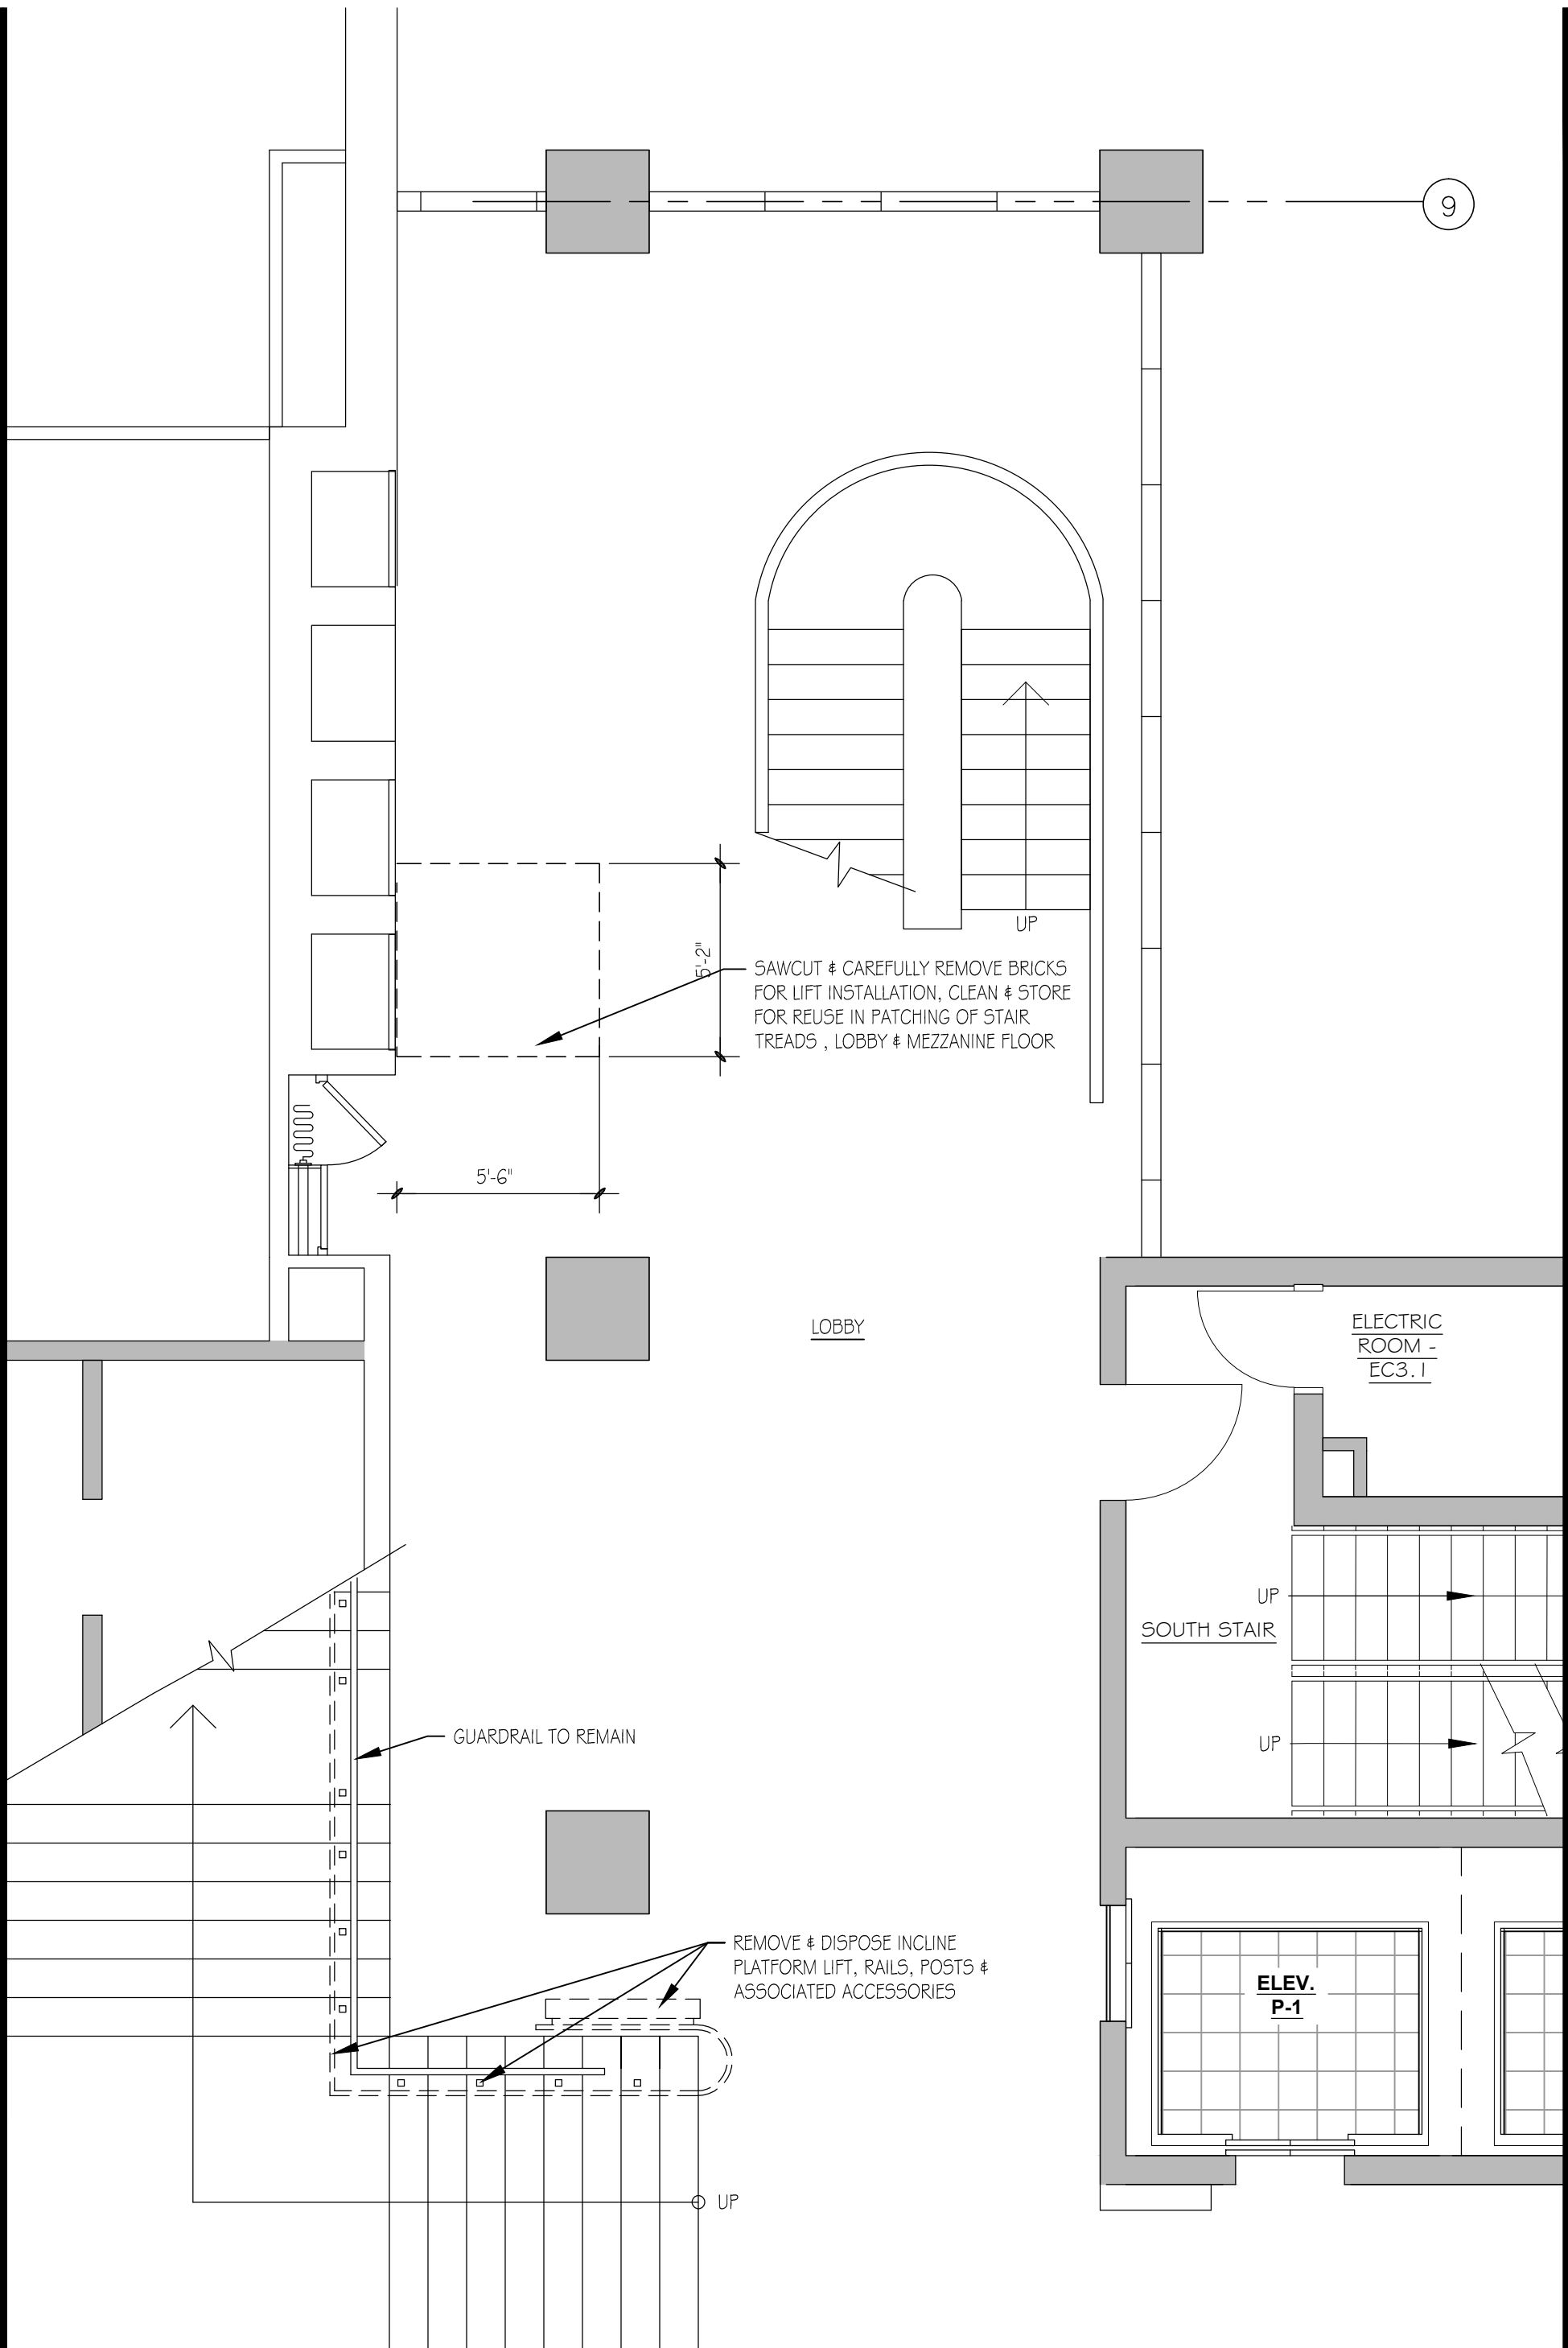 9
UP
5'-2"
SAWCUT & CAREFULLY REMOVE BRICKS
FOR LIFT INSTALLATION, CLEAN & STORE
FOR REUSE IN PATCHING OF STAIR
TREADS , LOBBY & MEZZANINE FLOOR
5'-6"
LOBBY
ELECTRIC
ROOM -
EC3.1
UP
SOUTH STAIR
UP
GUARDRAIL TO REMAIN
REMOVE & DISPOSE INCLINE
PLATFORM LIFT, RAILS, POSTS &
ASSOCIATED ACCESSORIES
ELEV.
P-1
UP